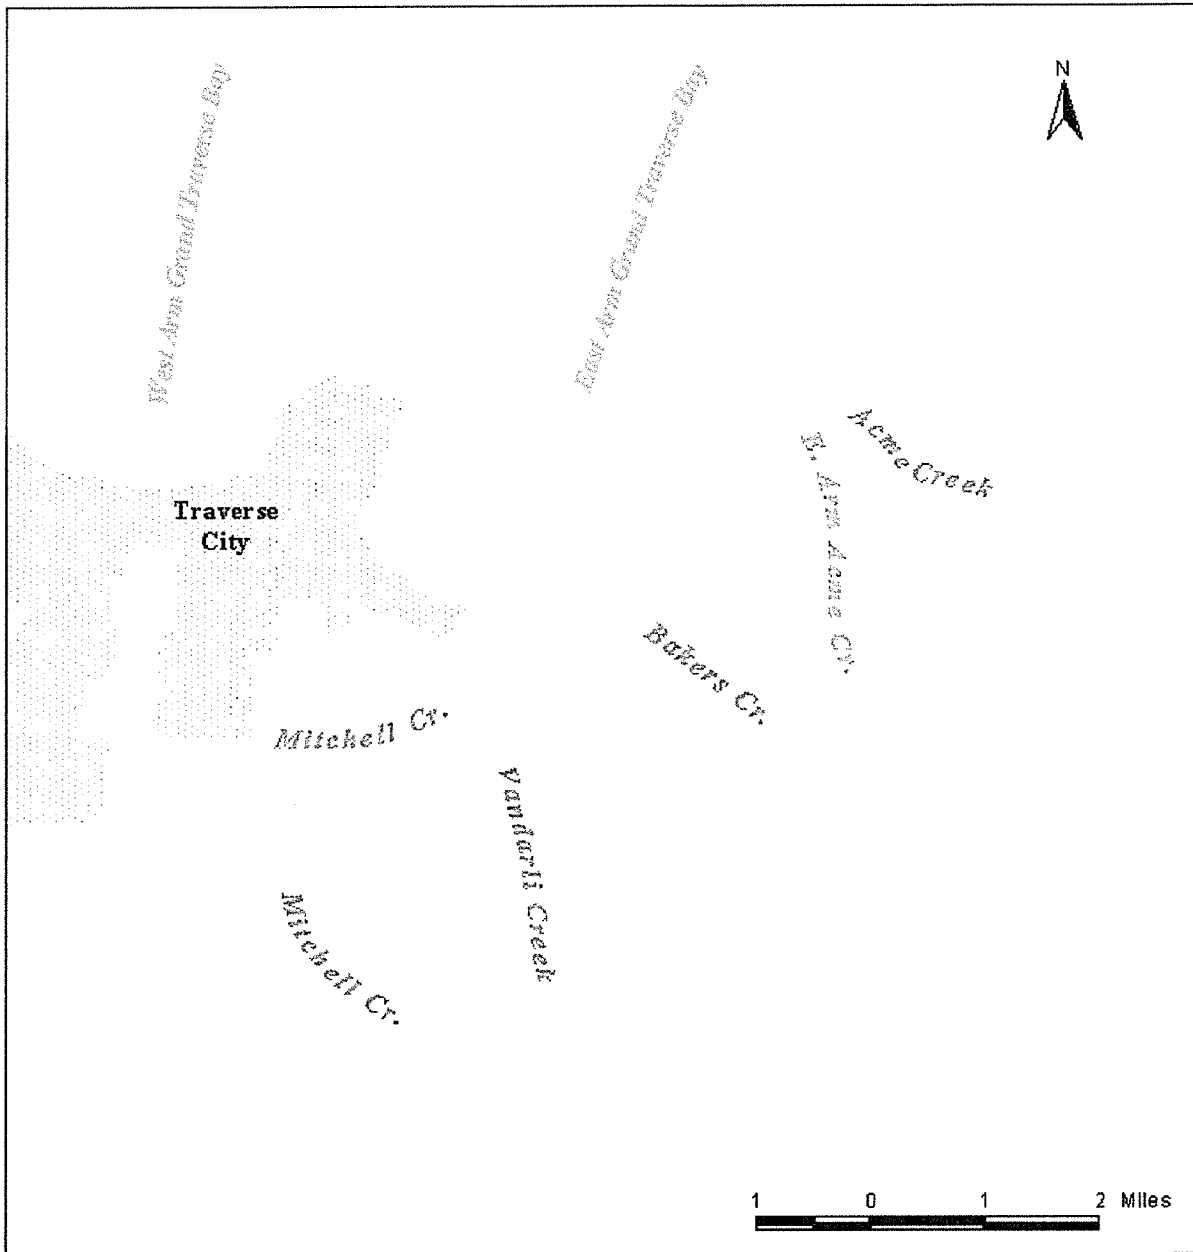 N
West Arm Grand Traverse Bay
East Arm Grand Traverse Bay
Acme Creek
E. Arm Acme Cr.
Traverse
City
Bakers Cr.
Mitchell Cr.
Vandarli Creek
Mitchell Cr.
1 0 1 2 Miles